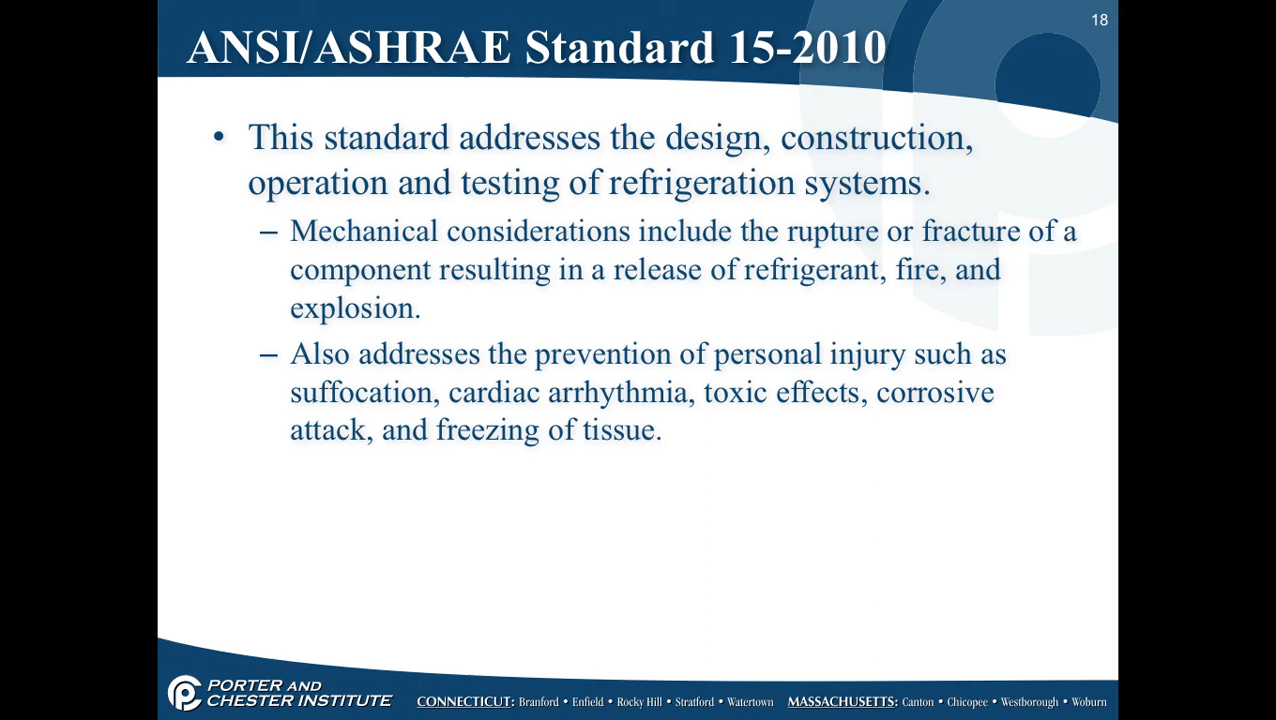 18
ANSI/ASHRAE Standard 15-2010
• This standard addresses the design, construction,
operation and testing of refrigeration systems.
– Mechanical considerations include the rupture or fracture of a
component resulting in a release of refrigerant, fire, and
explosion.
– Also addresses the prevention of personal injury such as
suffocation, cardiac arrhythmia, toxic effects, corrosive
attack, and freezing of tissue.
PORTER AND
CHESTER INSTITUTE
CONNECTICUT: Branford • Enfield • Rocky Hill • Stratford • Watertown MASSACHUSETTS: Canton • Chicopee • Westborough • Woburn